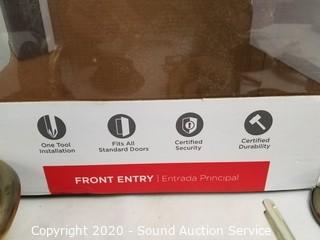 One Tool
Installation
Fits All
Standard Doors
Certified
Security
Certified
Durability
FRONT ENTRY | Entrada Principal
Copyright 2020 - Sound Auction Service